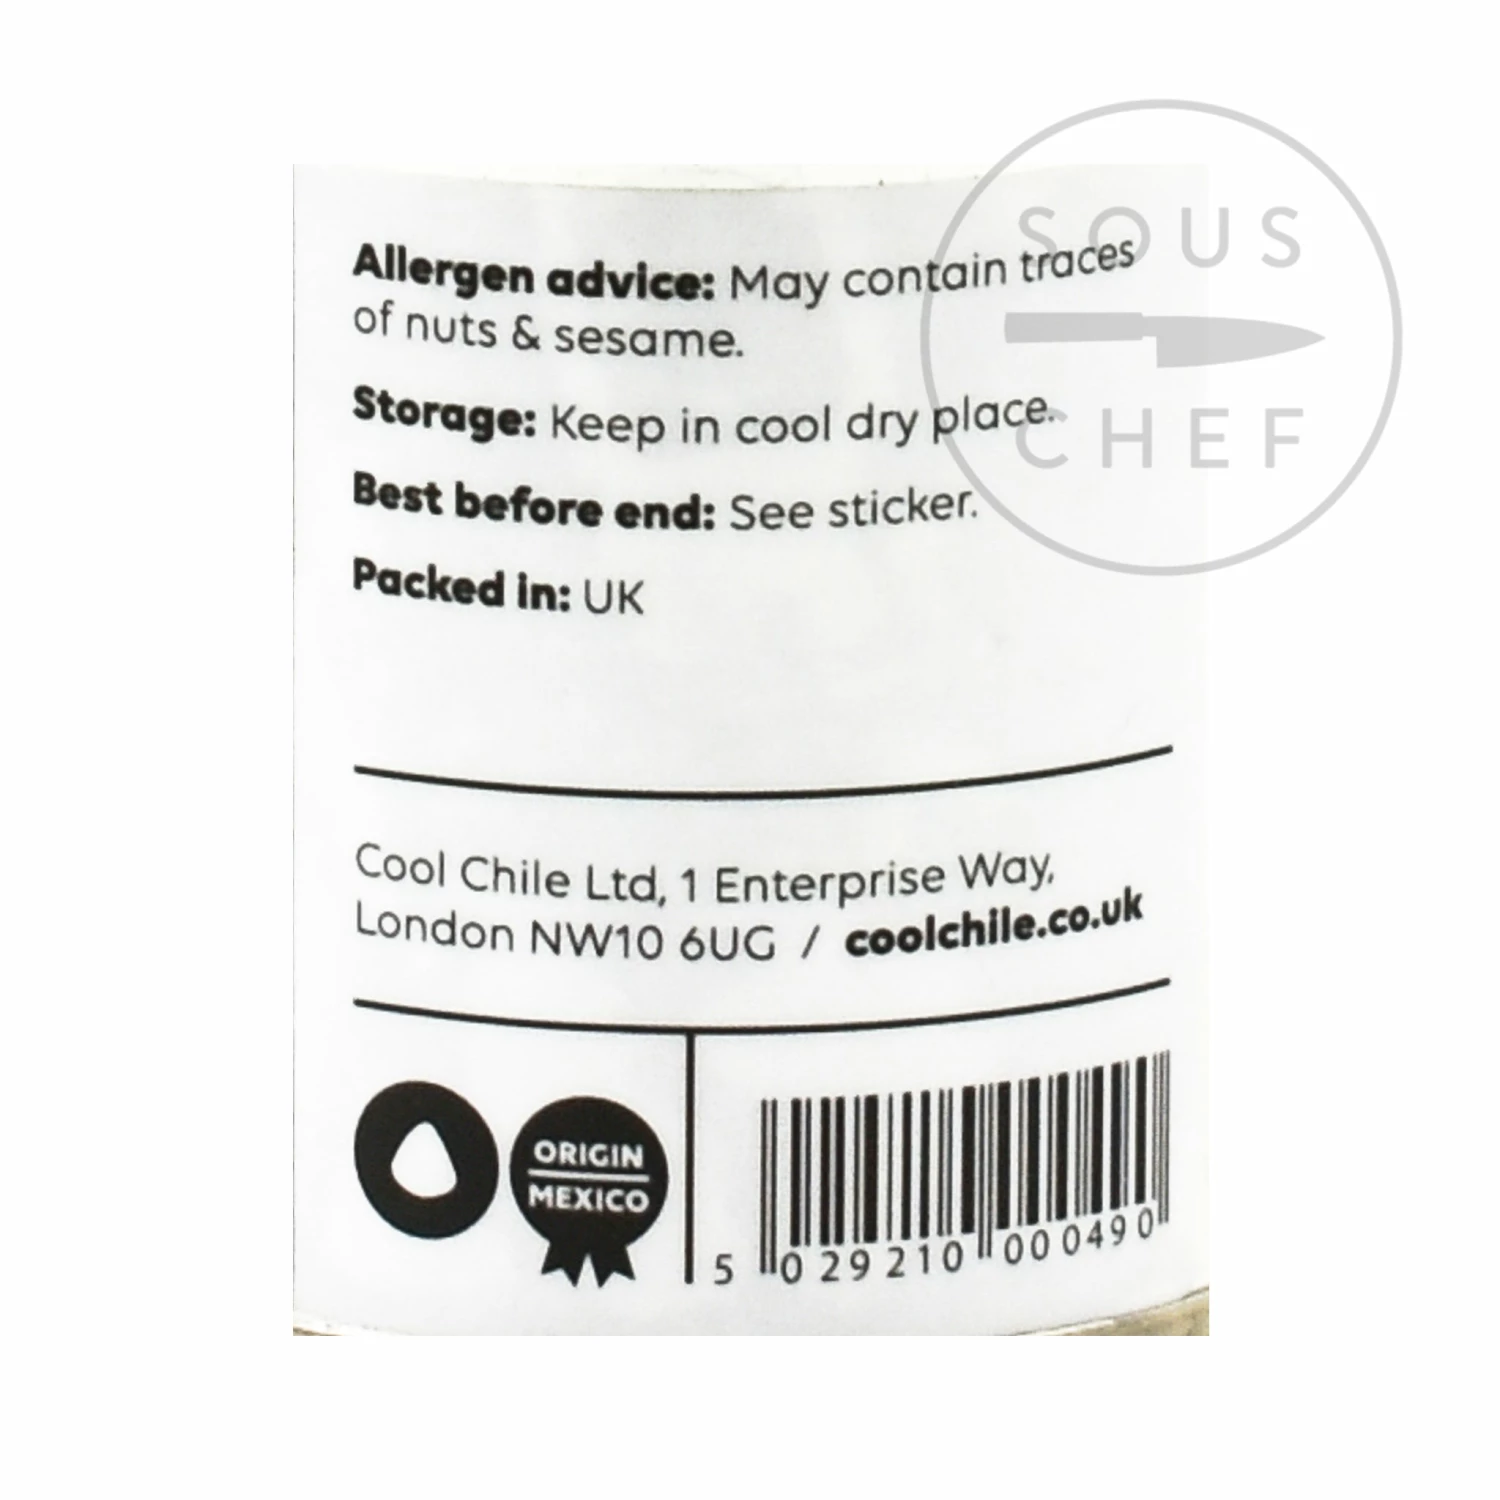 SOUS
CHEF
Allergen advice: May contain traces
of nuts & sesame.
Storage: Keep in cool dry place.
Best before end: See sticker.
Packed in: UK
Cool Chile Ltd, 1 Enterprise Way,
London NW10 6UG / coolchile.co.uk
ORIGIN
MEXICO
5 029210 000490